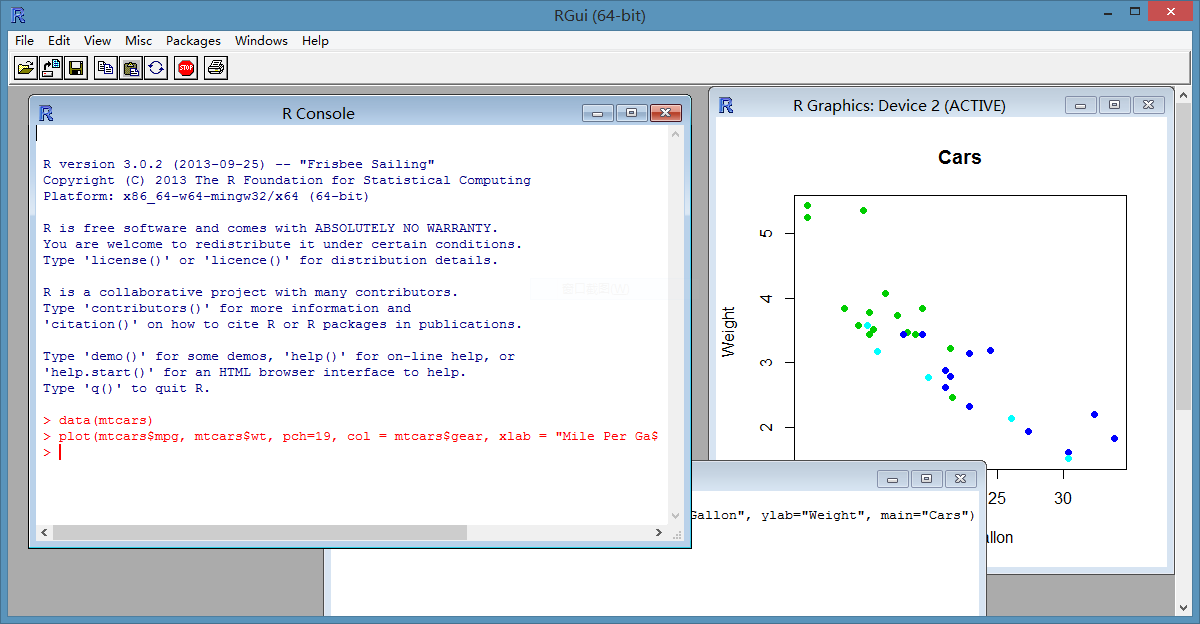 RGui (64-bit)
File Edit View Misc Packages Windows Help
STOP
R Console
R version 3.0.2 (2013-09-25) -- "Frisbee Sailing"
Copyright (C) 2013 The R Foundation for Statistical Computing
Platform: x86_64-w64-mingw32/x64 (64-bit)
R is free software and comes with ABSOLUTELY NO WARRANTY.
You are welcome to redistribute it under certain conditions.
Type 'license()' or 'licence()' for distribution details.
R is a collaborative project with many contributors.
Type 'contributors()' for more information and
'citation()' on how to cite R or R packages in publications.
Type 'demo()' for some demos, 'help()' for on-line help, or
'help.start()' for an HTML browser interface to help.
Type 'q()' to quit R.
> data(mtcars)
> plot(mtcars$mpg, mtcars$wt, pch=19, col = mtcars$gear, xlab = "Mile Per Ga$
>
R Graphics: Device 2 (ACTIVE)
Cars
Weight
5
4
3
2
25 30
allon
Gallon", ylab="Weight", main="Cars")